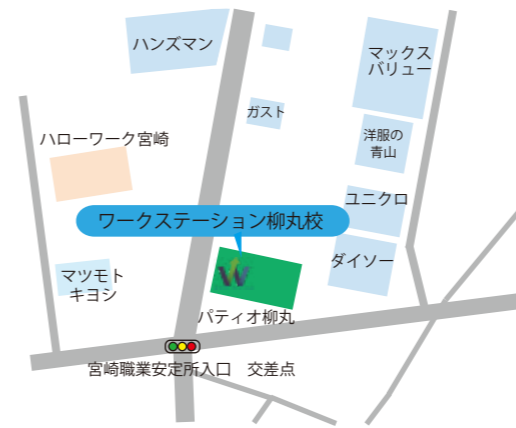 ハンズマン
マックス
バリュー
ガスト
洋服の
青山
ハローワーク宮崎
ユニクロ
ワークステーション柳丸校
ダイソー
マツモト
キヨシ
W
パティオ柳丸
宮崎職業安定所入口　交差点